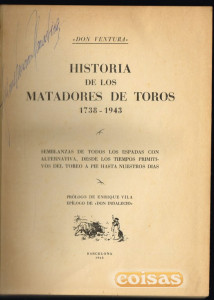 «DON VENTURA»
HISTORIA
DE LOS
MATADORES DE TOROS
1738-1943
SEMBLANZAS DE TODOS LOS ESPADAS CON
ALTERNATIVA, DESDE LOS TIEMPOS PRIMITI-
VOS DEL TOREO A PIE HASTA NUESTROS DIAS
PRÓLOGO DE ENRIQUE VILA
EPÍLOGO DE «DON INDALECIO»
BARCELONA
coisas